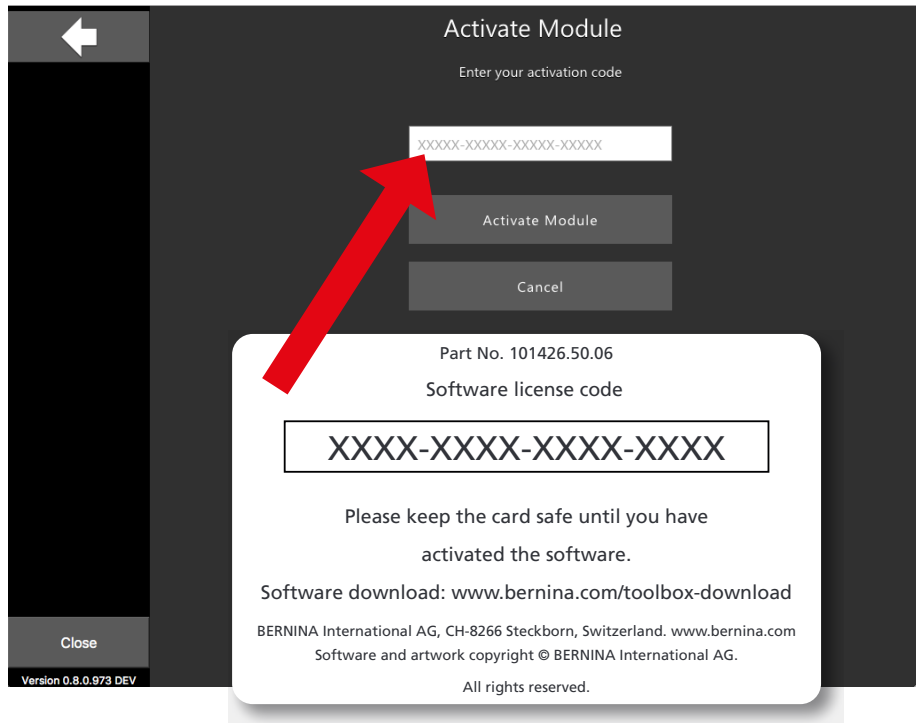 Activate Module
Enter your activation code
XXXXX-XXXXX-XXXXX-XXXXX
Activate Module
Cancel
Part No. 101426.50.06
Software license code
XXXX-XXXX-XXXX-XXXX
Please keep the card safe until you have
activated the software.
Software download: www.bernina.com/toolbox-download
BERNINA International AG, CH-8266 Steckborn, Switzerland. www.bernina.com
Software and artwork copyright © BERNINA International AG.
All rights reserved.
Close
Version 0.8.0.973 DEV